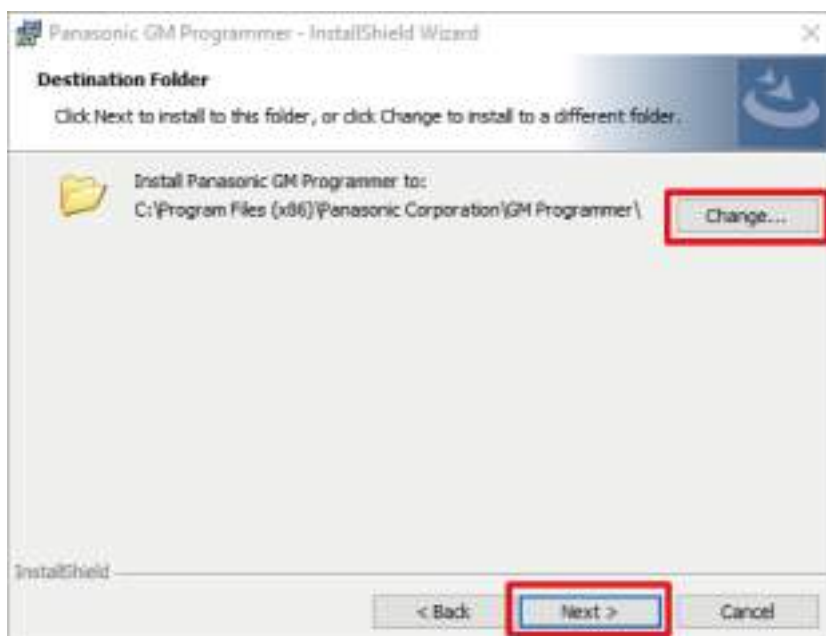 Panasonic GM Programmer - InstallShield Wizard
Destination Folder
Click Next to install to this folder, or click Change to install to a different folder.
Install Panasonic GM Programmer to:
C:\Program Files (x86)\Panasonic Corporation\GM Programmer\
Change...
InstallShield
< Back
Next >
Cancel